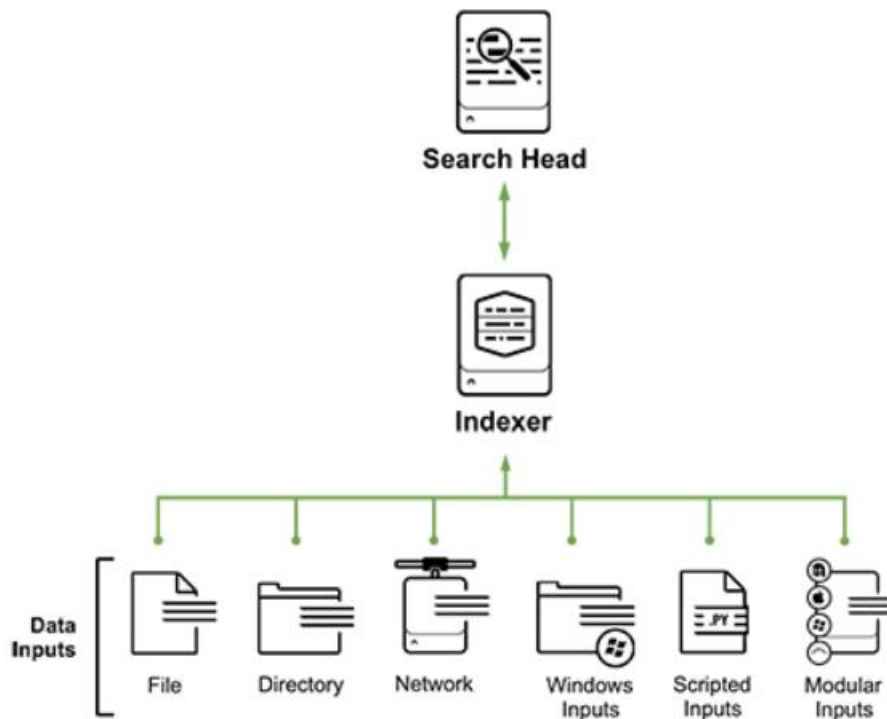 Search Head
Indexer
Data
Inputs
File
Directory
Network
Windows
Inputs
.PY
Scripted
Inputs
Modular
Inputs